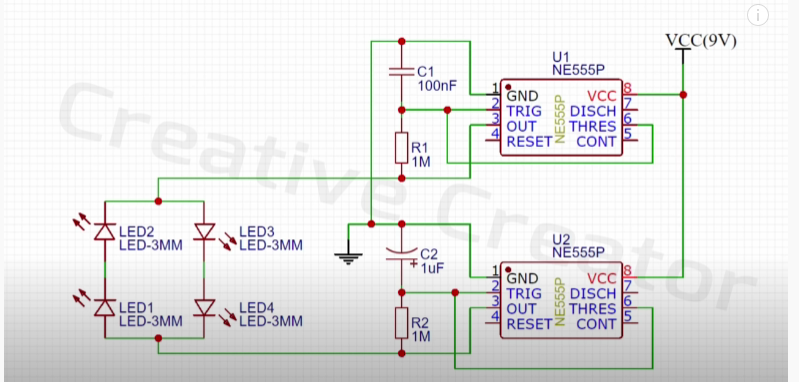 VCC(9V)
U1
NE555P
C1
100nF
1
2
3
4
GND
TRIG
OUT
RESET
NE555P
VCC
DISCH
THRES
CONT
8
7
6
5
R1
1M
Creative Creator
LED2
LED-3MM
LED3
LED-3MM
C2
+
1uF
U2
NE555P
1
2
3
4
GND
TRIG
OUT
RESET
NE555P
VCC
DISCH
THRES
CONT
8
7
6
5
LED1
LED-3MM
LED4
LED-3MM
R2
1M